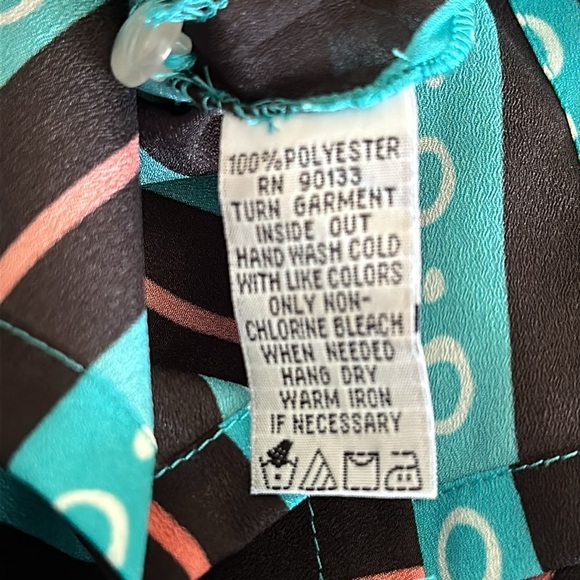 100% POLYESTER
RN 90133
TURN GARMENT
INSIDE OUT
HAND WASH COLD
WITH LIKE COLORS
ONLY NON-
CHLORINE BLEACH
WHEN NEEDED
HANG DRY
WARM IRON
IF NECESSARY